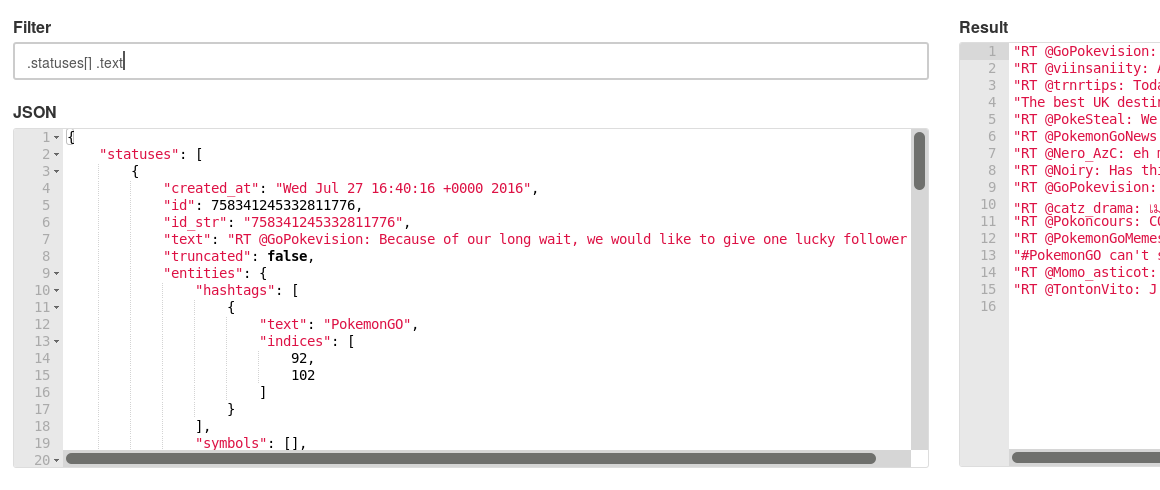 Filter
.statuses[] .text
JSON
1 {
2 "statuses": [
3 {
4 "created_at": "Wed Jul 27 16:40:16 +0000 2016",
5 "id": 758341245332811776,
6 "id_str": "758341245332811776",
7 "text": "RT @GoPokevision: Because of our long wait, we would like to give one lucky follower
8 "truncated": false,
9 "entities": {
10 "hashtags": [
11 {
12 "text": "PokemonGO",
13 "indices": [
14 92,
15 102
16 ]
17 }
18 ],
19 "symbols": [],
20
Result
1 "RT @GoPokevision:
2 "RT @viinsaniity:
3 "RT @trnrtips: Toda
4 "The best UK destin
5 "RT @PokeSteal: We
6 "RT @PokemonGoNews
7 "RT @Nero_AzC: eh
8 "RT @Noiry: Has thi
9 "RT @GoPokevision:
10 "RT @catz_drama:
11 "RT @Pokoncours: CO
12 "RT @PokemonGoMemes
13 "#PokemonGO can't s
14 "RT @Momo_asticot:
15 "RT @TontonVito: J
16